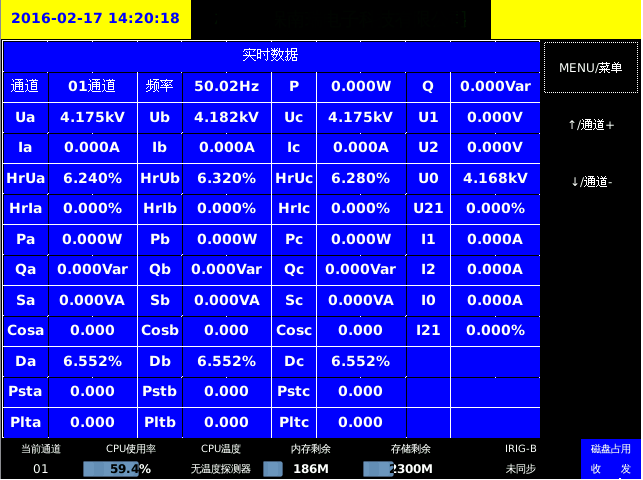 2016-02-17 14:20:18
实时数据
通道 01通道 频率 50.02Hz P 0.000W Q 0.000Var
Ua 4.175kV Ub 4.182kV Uc 4.175kV U1 0.000V
Ia 0.000A Ib 0.000A Ic 0.000A U2 0.000V
HrUa 6.240% HrUb 6.320% HrUc 6.280% U0 4.168kV
HrIa 0.000% HrIb 0.000% HrIc 0.000% U21 0.000%
Pa 0.000W Pb 0.000W Pc 0.000W I1 0.000A
Qa 0.000Var Qb 0.000Var Qc 0.000Var I2 0.000A
Sa 0.000VA Sb 0.000VA Sc 0.000VA I0 0.000A
Cosa 0.000 Cosb 0.000 Cosc 0.000 I21 0.000%
Da 6.552% Db 6.552% Dc 6.552%
Psta 0.000 Pstb 0.000 Pstc 0.000
Plta 0.000 Pltb 0.000 Pltc 0.000
MENU/菜单
↑/通道+
↓/通道-
当前通道 CPU使用率 CPU温度 内存剩余 存储剩余 IRIG-B 磁盘占用
01 59.4% 无温度探测器 186M 2300M 未同步 收 发